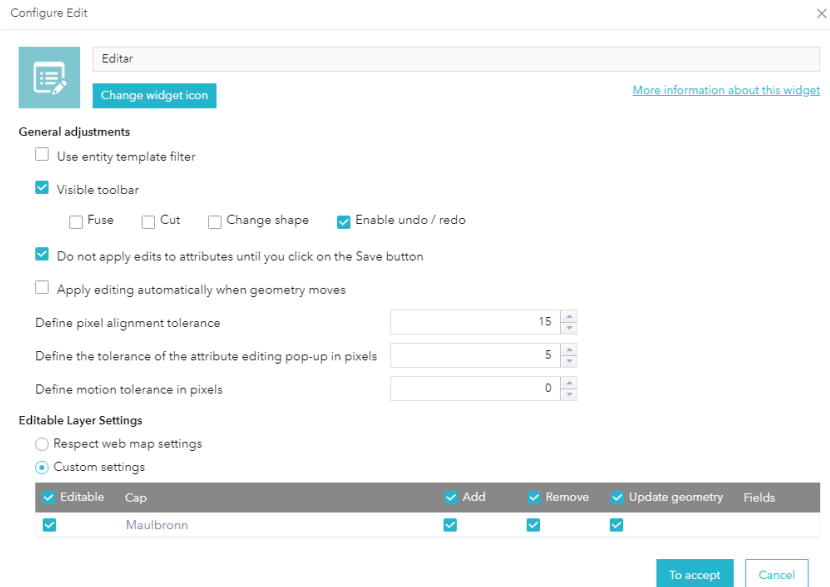 Configure Edit
Editar
Change widget icon
More information about this widget
General adjustments
Use entity template filter
Visible toolbar
Fuse Cut Change shape Enable undo / redo
Do not apply edits to attributes until you click on the Save button
Apply editing automatically when geometry moves
Define pixel alignment tolerance 15
Define the tolerance of the attribute editing pop-up in pixels 5
Define motion tolerance in pixels 0
Editable Layer Settings
Respect web map settings
Custom settings
Editable Cap Add Remove Update geometry Fields
Maulbronn
To accept Cancel